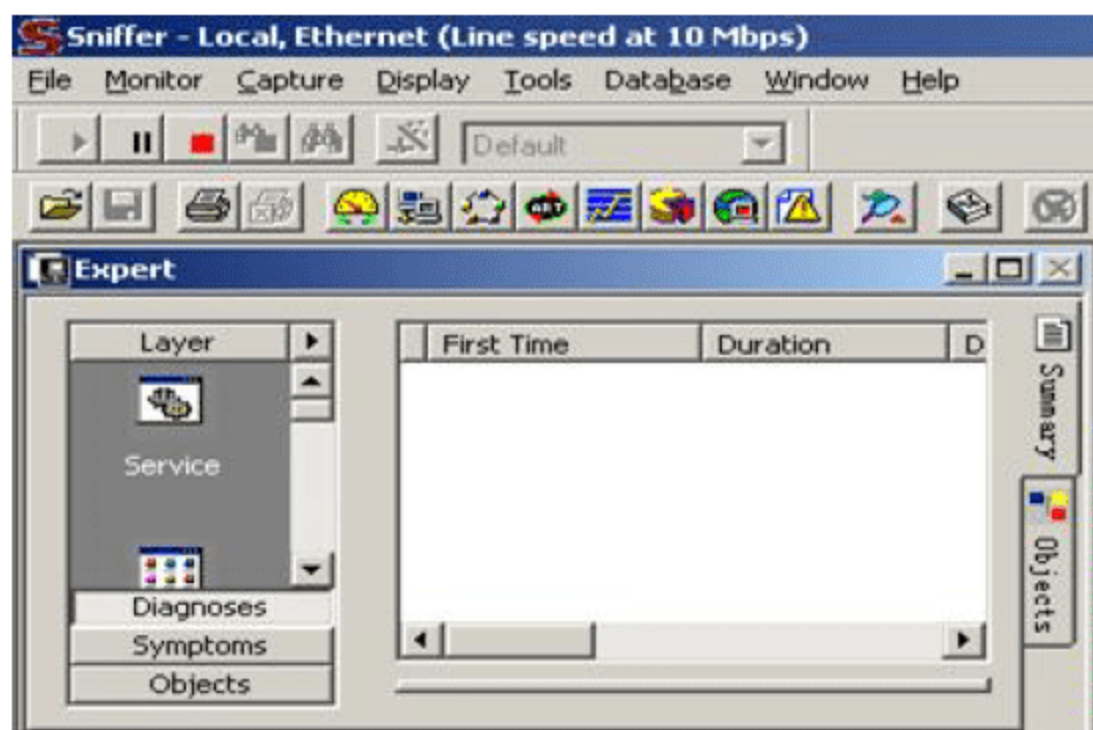 Sniffer - Local, Ethernet (Line speed at 10 Mbps)
File Monitor Capture Display Tools Database Window Help
Default
Expert
Layer
First Time Duration D
Service
Diagnoses
Symptoms
Objects
Summary
Objects